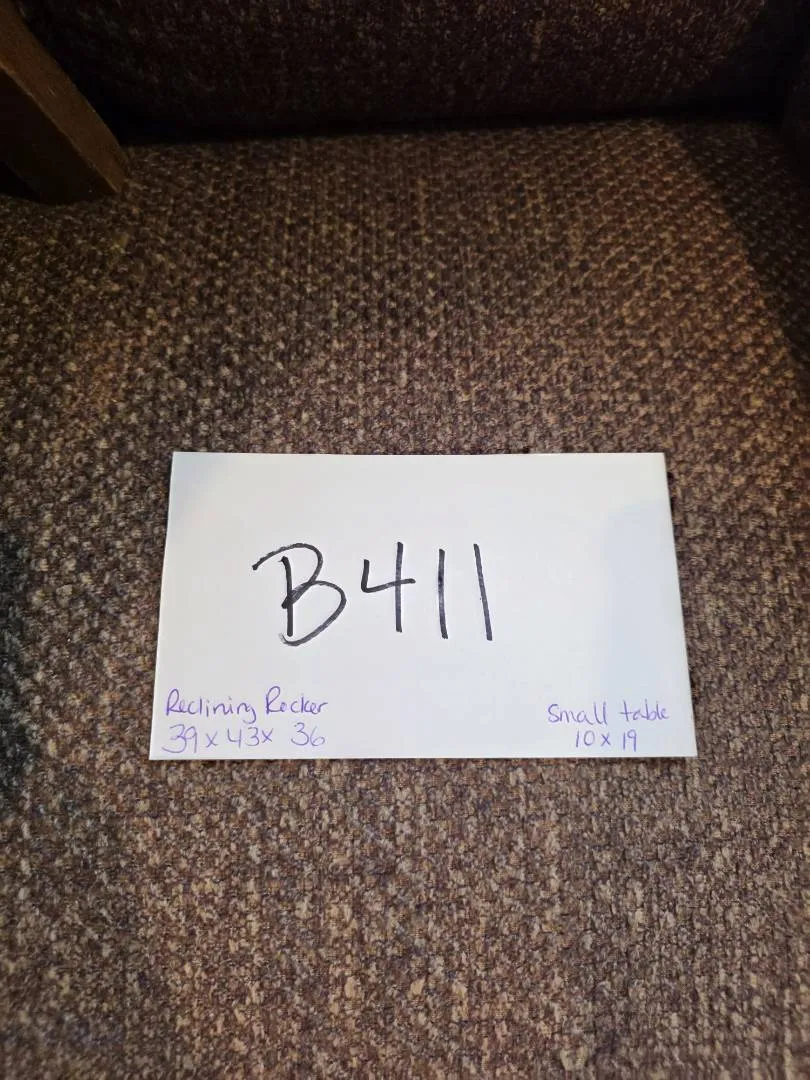 B411
Reclining Rocker
39 x 43 x 36
Small table
10 x 19